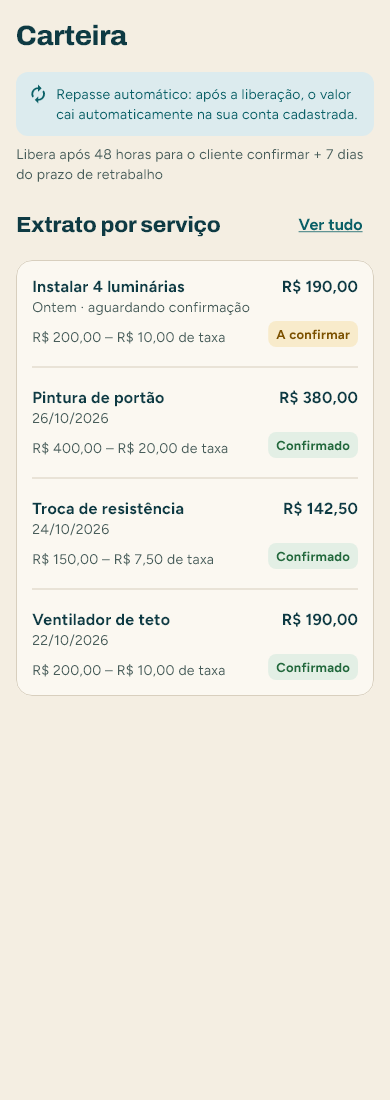 Carteira
Repasse automático: após a liberação, o valor
cai automaticamente na sua conta cadastrada.
Libera após 48 horas para o cliente confirmar + 7 dias
do prazo de retrabalho
Extrato por serviço
Ver tudo
Instalar 4 luminárias
R$ 190,00
Ontem · aguardando confirmação
R$ 200,00 – R$ 10,00 de taxa
A confirmar
Pintura de portão
R$ 380,00
26/10/2026
R$ 400,00 – R$ 20,00 de taxa
Confirmado
Troca de resistência
R$ 142,50
24/10/2026
R$ 150,00 – R$ 7,50 de taxa
Confirmado
Ventilador de teto
R$ 190,00
22/10/2026
R$ 200,00 – R$ 10,00 de taxa
Confirmado